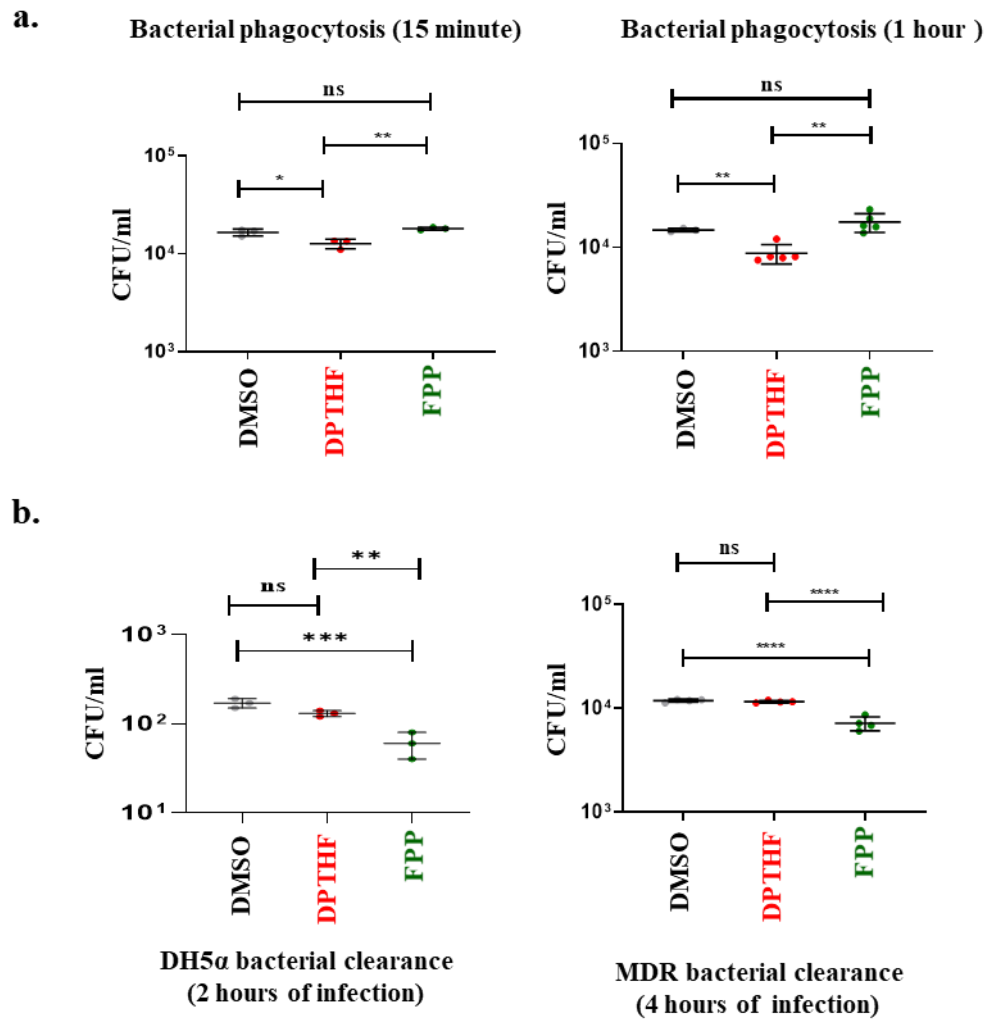 a.
Bacterial phagocytosis (15 minute)
Bacterial phagocytosis (1 hour )
ns
**
*
10⁵
10⁴
10³
CFU/ml
DMSO
DPTHF
FPP
ns
**
**
10⁵
10⁴
10³
CFU/ml
DMSO
DPTHF
FPP
b.
**
ns
***
10³
10²
10¹
CFU/ml
DMSO
DPTHF
FPP
DH5α bacterial clearance
(2 hours of infection)
ns
****
****
10⁵
10⁴
10³
CFU/ml
DMSO
DPTHF
FPP
MDR bacterial clearance
(4 hours of infection)